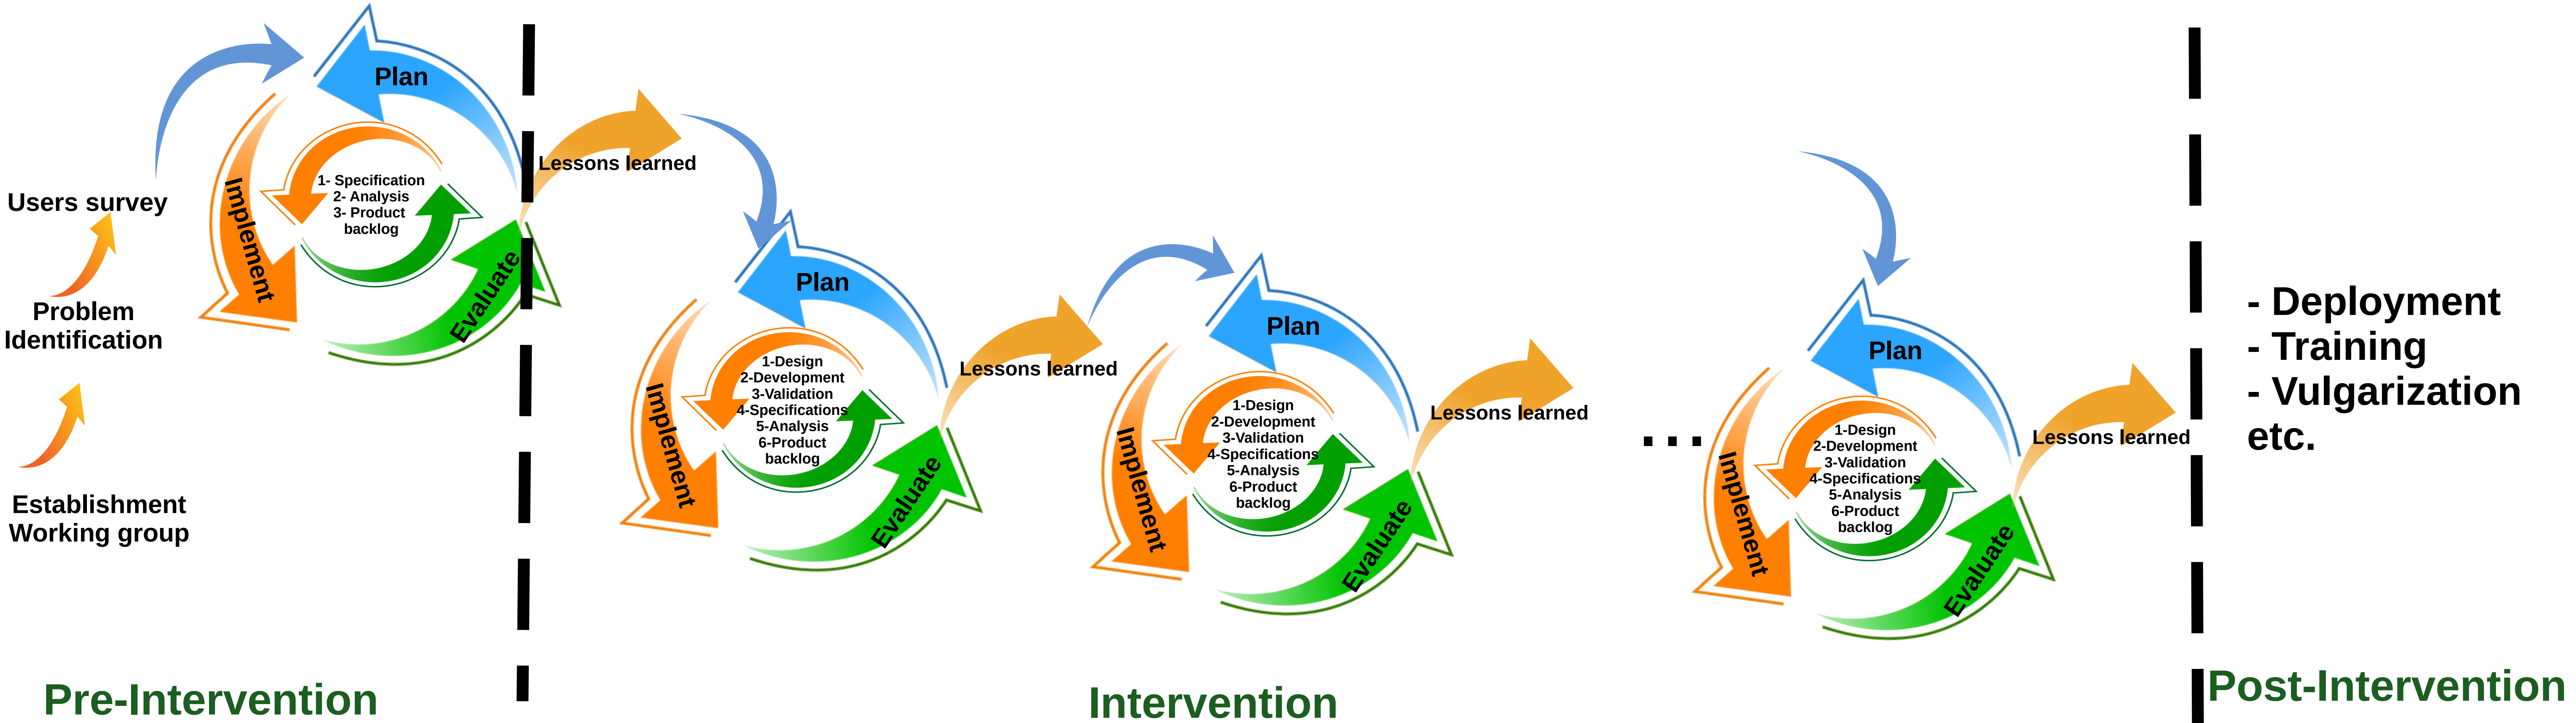 Users survey
Problem
Identification
Establishment
Working group
Plan
Implement
Evaluate
1- Specification
2- Analysis
3- Product
backlog
Lessons learned
Plan
Implement
Evaluate
1-Design
2-Development
3-Validation
4-Specifications
5-Analysis
6-Product
backlog
Lessons learned
Plan
Implement
Evaluate
1-Design
2-Development
3-Validation
4-Specifications
5-Analysis
6-Product
backlog
Lessons learned
...
Plan
Implement
Evaluate
1-Design
2-Development
3-Validation
4-Specifications
5-Analysis
6-Product
backlog
Lessons learned
- Deployment
- Training
- Vulgarization
etc.
Pre-Intervention
Intervention
Post-Intervention